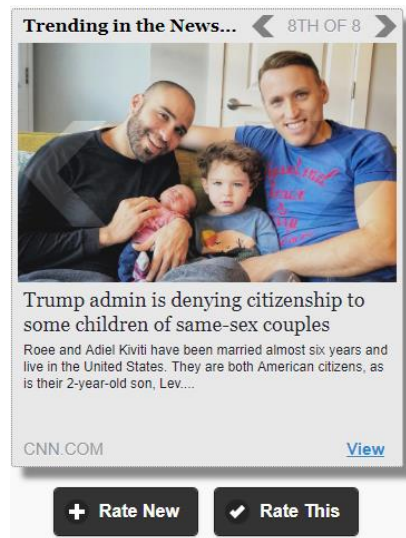 Trending in the News... 8TH OF 8
Trump admin is denying citizenship to
some children of same-sex couples
Roee and Adiel Kiviti have been married almost six years and
live in the United States. They are both American citizens, as
is their 2-year-old son, Lev....
CNN.COM View
Rate New Rate This